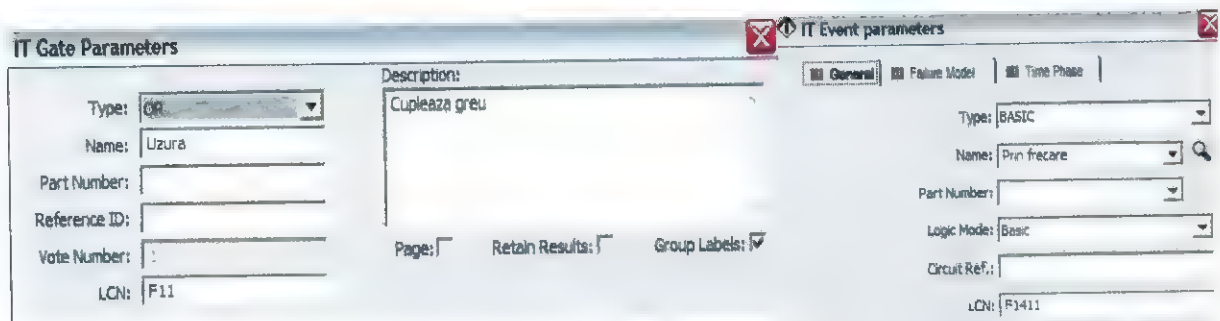 IT Gate Parameters
Type: OR
Name: Uzura
Part Number:
Reference ID:
Vote Number: 1
LCN: F11
Description:
Cupleaza greu
Page:
Retain Results:
Group Labels:
IT Event parameters
General
Failure Model
Time Phase
Type: BASIC
Name: Prin frecare
Part Number:
Logic Mode: Basic
Circuit Ref.:
LCN: F1411